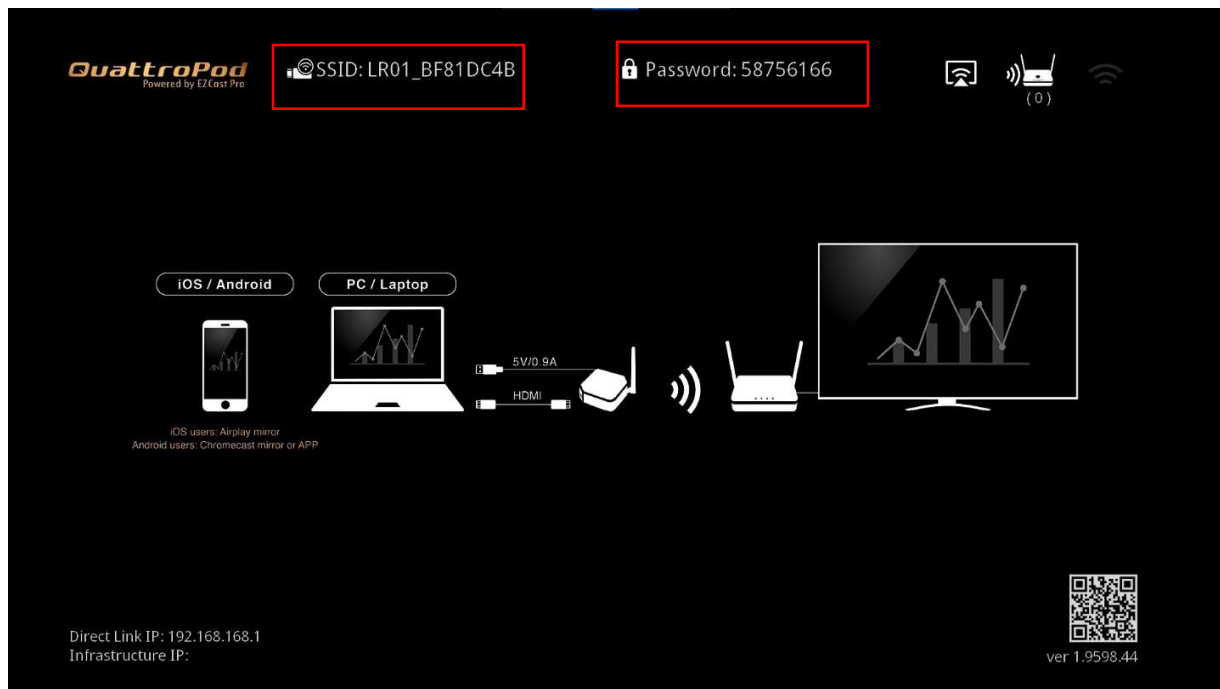 QuattroPod
Powered by EZCast Pro
SSID: LR01_BF81DC4B
Password: 58756166
(0)
iOS / Android
PC / Laptop
5V/0.9A
HDMI
iOS users: Airplay mirror
Android users: Chromecast mirror or APP
Direct Link IP: 192.168.168.1
Infrastructure IP:
ver 1.9598.44